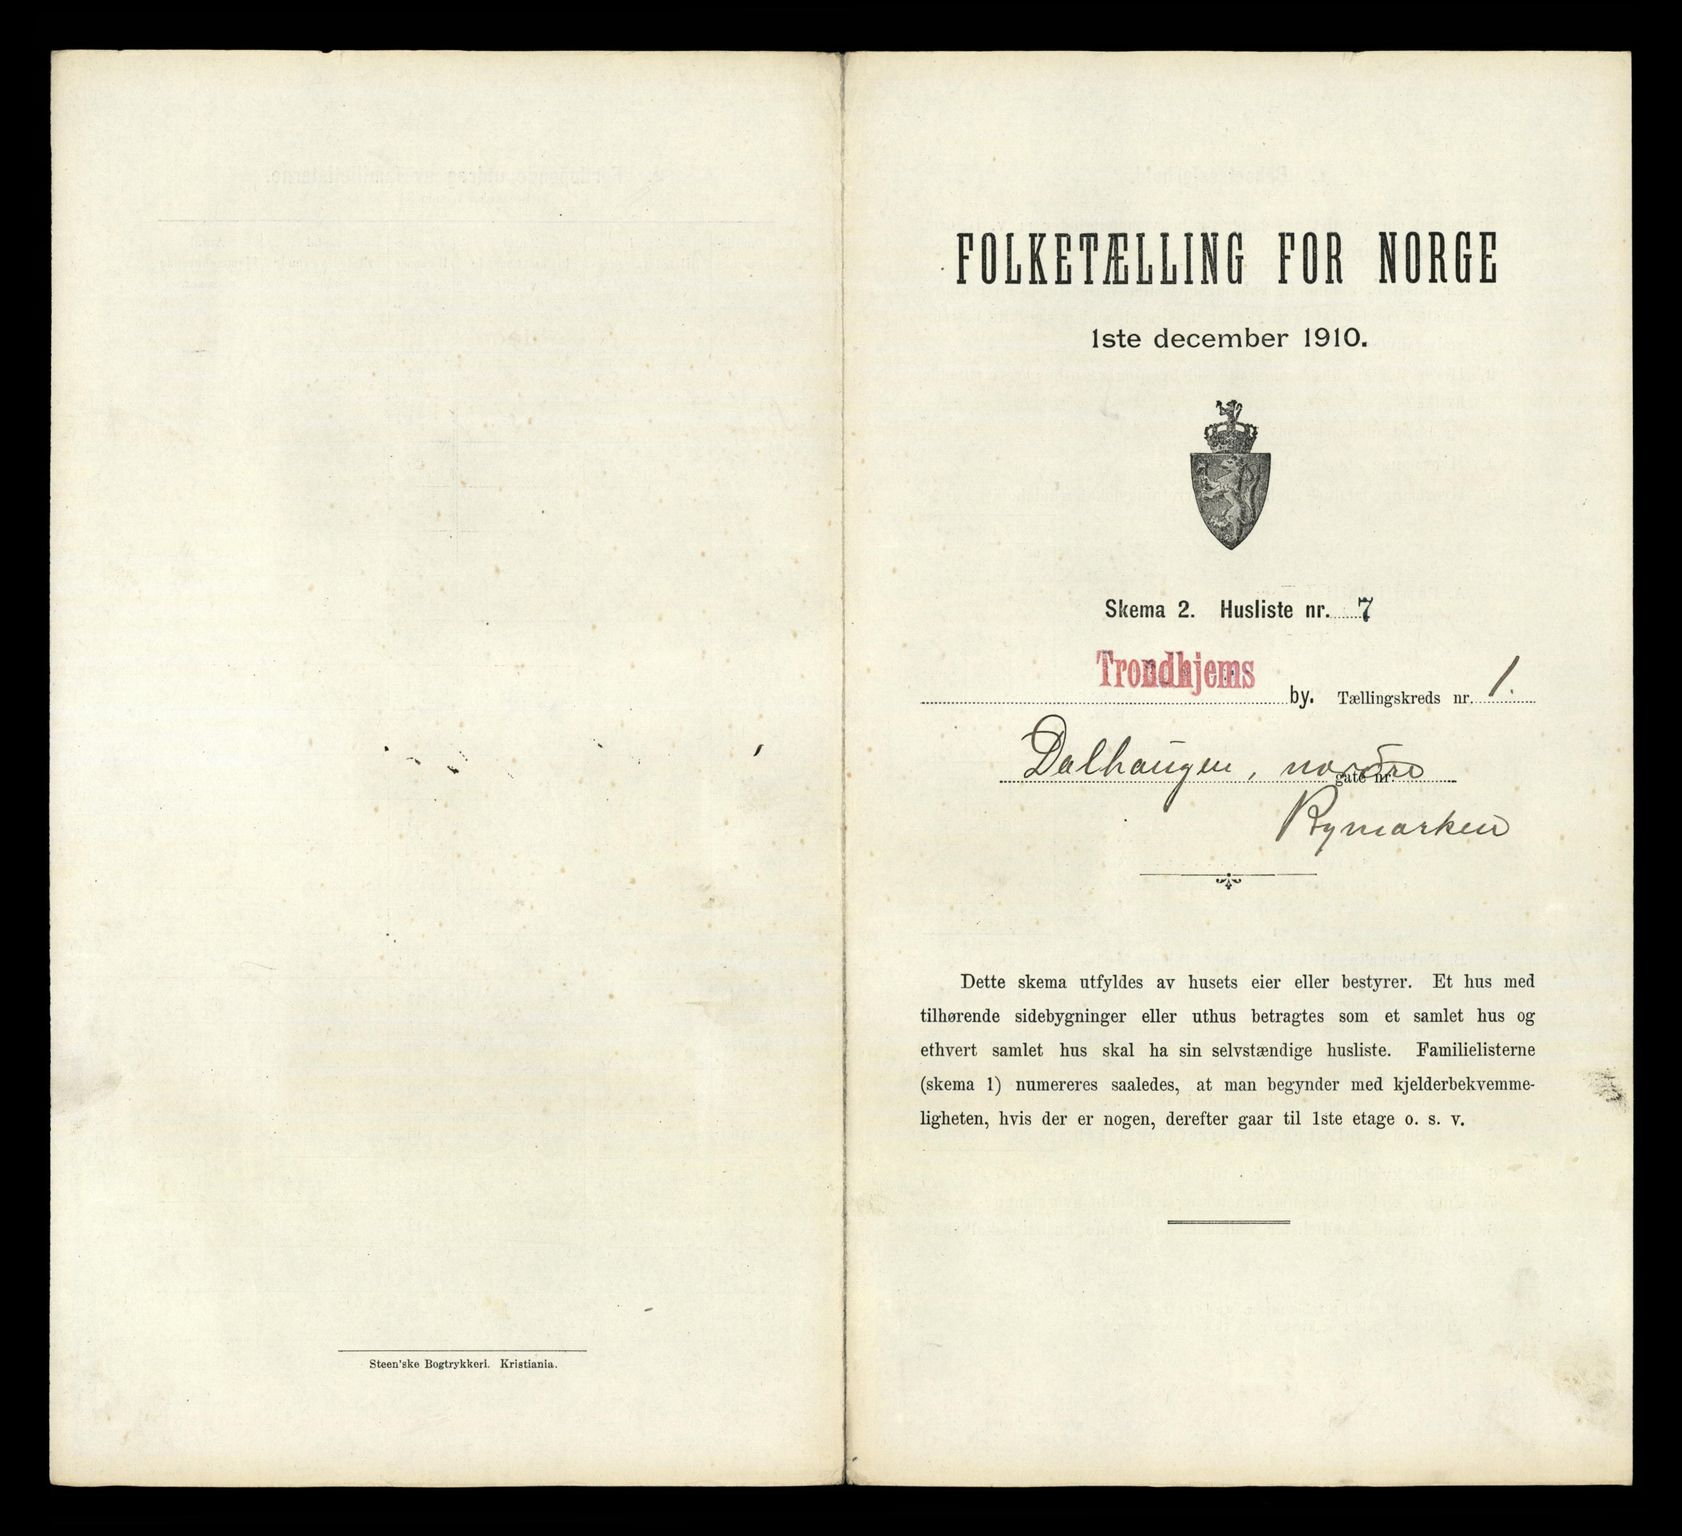 Steen'ske Bogtrykkeri. Kristiania.
FOLKETÆLLING FOR NORGE
1ste december 1910.
Skema 2. Husliste nr. 7
Trondhjems by. Tællingskreds nr. 1.
Dalhaugen, nordre gate nr.
Bymarken
Dette skema utfyldes av husets eier eller bestyrer. Et hus med
tilhørende sidebygninger eller uthus betragtes som et samlet hus og
ethvert samlet hus skal ha sin selvstændige husliste. Familielisterne
(skema 1) numereres saaledes, at man begynder med kjelderbekvemme-
ligheten, hvis der er nogen, derefter gaar til 1ste etage o. s. v.